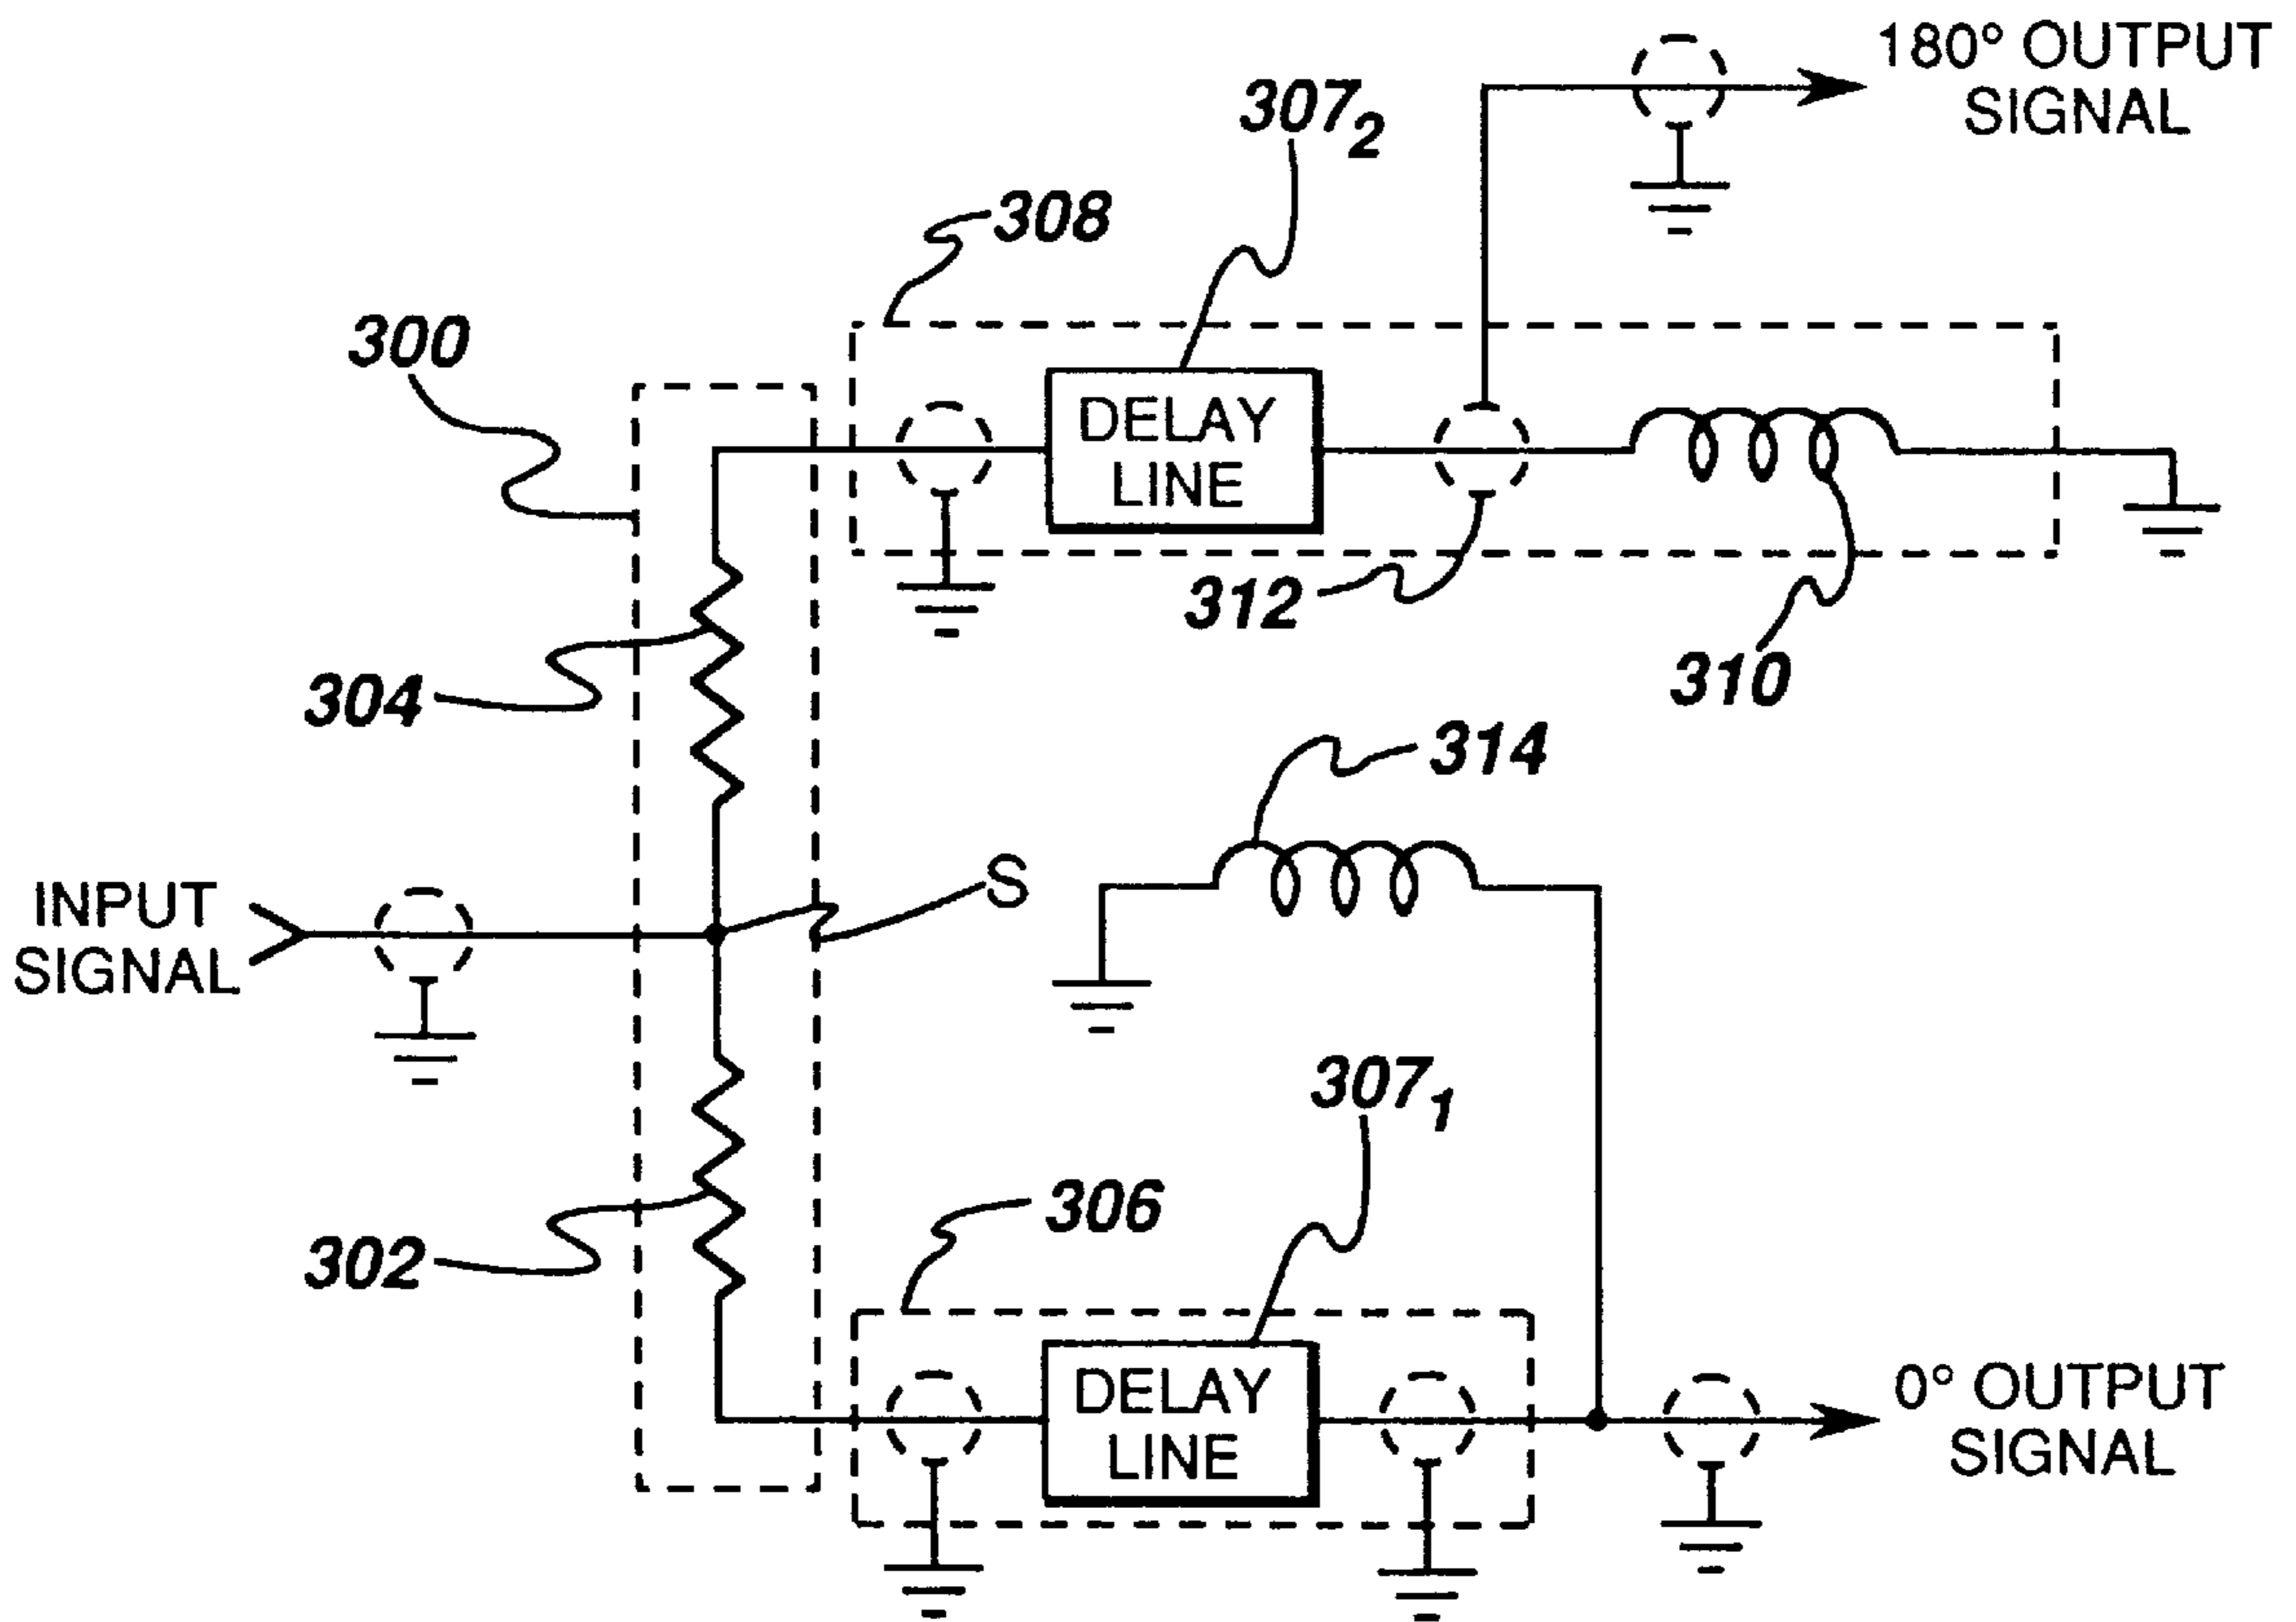 180° OUTPUT
SIGNAL
307₂
308
300
DELAY
LINE
312
310
304
314
S
INPUT
SIGNAL
307₁
306
302
DELAY
LINE
0° OUTPUT
SIGNAL